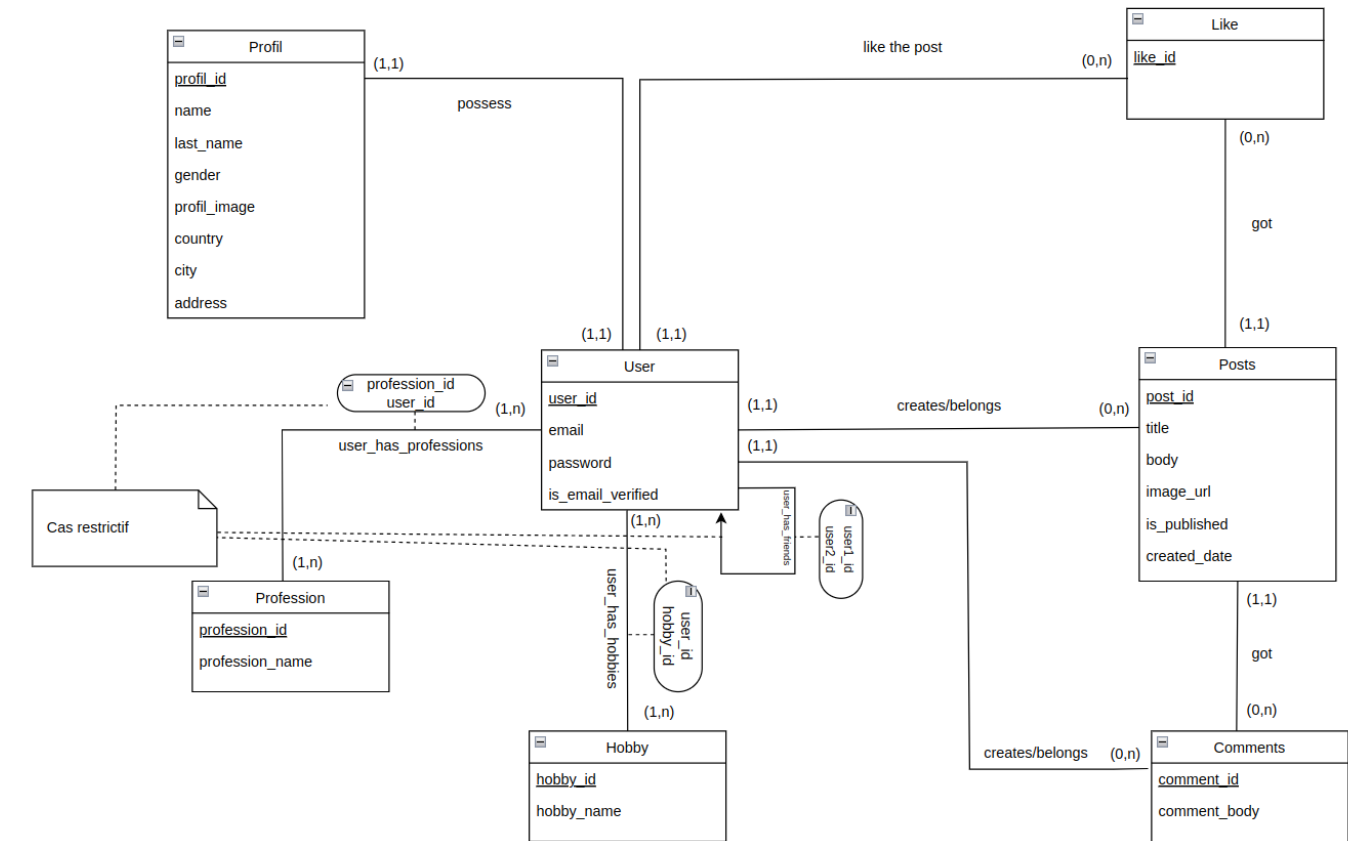 Profil
profil_id
name
last_name
gender
profil_image
country
city
address
(1,1)
possess
like the post
(0,n)
Like
like_id
(0,n)
got
(1,1)
(1,1)
(1,1)
User
user_id
email
password
is_email_verified
profession_id
user_id
(1,n)
user_has_professions
(1,1)
creates/belongs
(0,n)
(1,1)
Posts
post_id
title
body
image_url
is_published
created_date
Cas restrictif
(1,n)
user_has_friends
user1_id
user2_id
(1,n)
Profession
profession_id
profession_name
user_has_hobbies
user_id
hobby_id
(1,n)
(1,1)
got
(0,n)
Hobby
hobby_id
hobby_name
creates/belongs
(0,n)
Comments
comment_id
comment_body